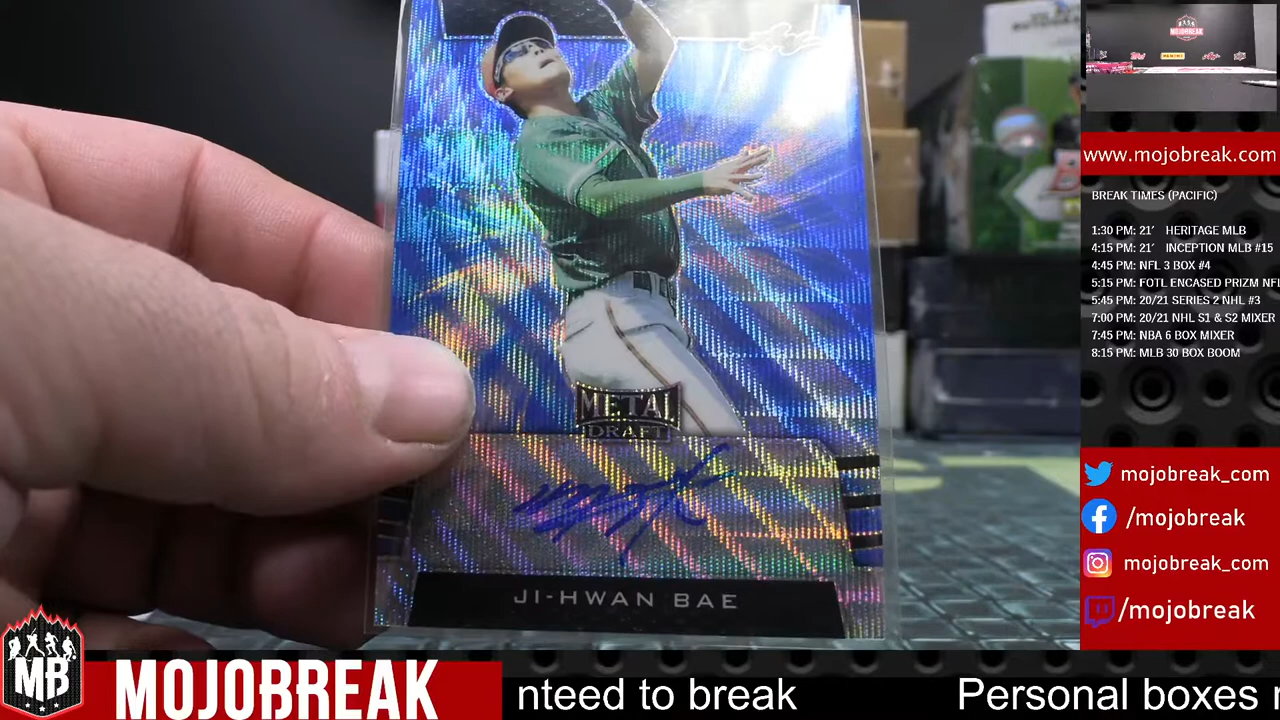 METAL
DRAFT
JI-HWAN BAE
MOJOBREAK
www.mojobreak.com
BREAK TIMES (PACIFIC)
1:30 PM: 21' HERITAGE MLB
4:15 PM: 21' INCEPTION MLB #15
4:45 PM: NFL 3 BOX #4
5:15 PM: FOTL ENCASED PRIZM NFL
5:45 PM: 20/21 SERIES 2 NHL #3
7:00 PM: 20/21 NHL S1 & S2 MIXER
7:45 PM: NBA 6 BOX MIXER
8:15 PM: MLB 30 BOX BOOM
mojobreak_com
/mojobreak
mojobreak_com
/mojobreak
MB
MOJOBREAK
nteed to break Personal boxes